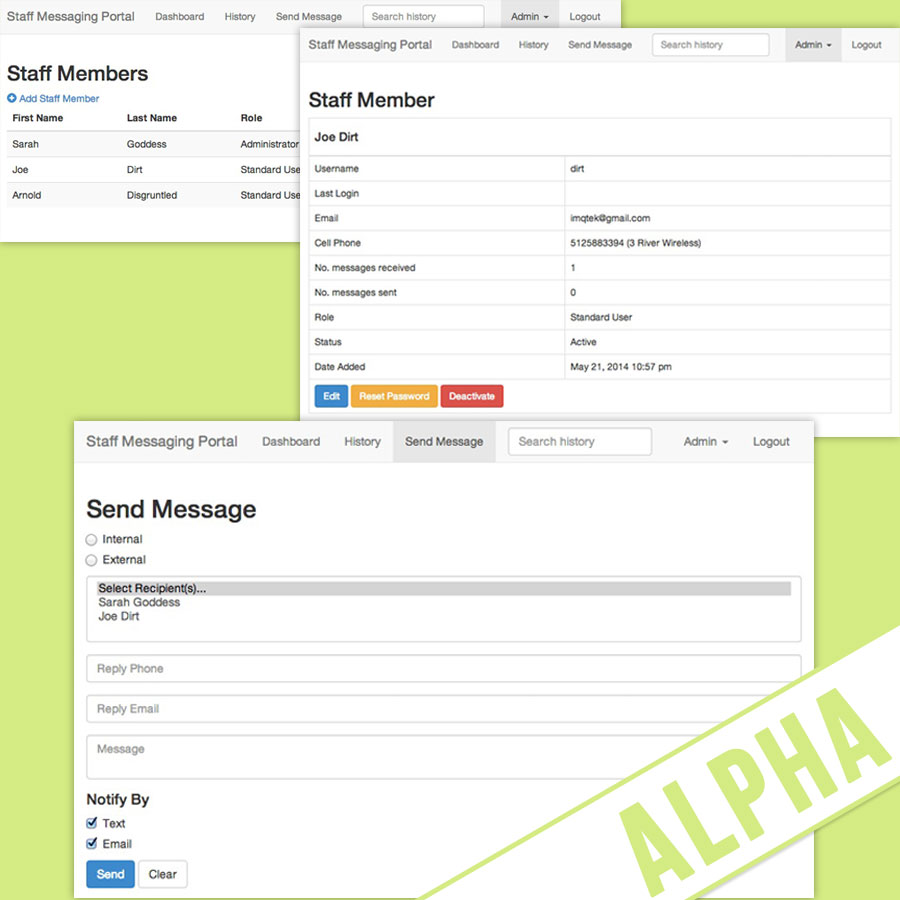 Staff Messaging Portal Dashboard History Send Message Search history Admin Logout
Staff Members
Add Staff Member
First Name Last Name Role
Sarah Goddess Administrator
Joe Dirt Standard Use
Arnold Disgruntled Standard Use
Staff Messaging Portal Dashboard History Send Message Search history Admin Logout
Staff Member
Joe Dirt
Username dirt
Last Login
Email imqtek@gmail.com
Cell Phone 5125883394 (3 River Wireless)
No. messages received 1
No. messages sent 0
Role Standard User
Status Active
Date Added May 21, 2014 10:57 pm
Edit Reset Password Deactivate
Staff Messaging Portal Dashboard History Send Message Search history Admin Logout
Send Message
Internal
External
Select Recipient(s)...
Sarah Goddess
Joe Dirt
Reply Phone
Reply Email
Message
Notify By
Text
Email
Send Clear
ALPHA